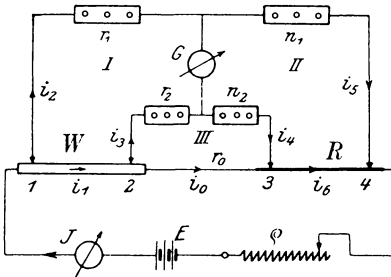 r₁ n₁
I G II
i₂ r₂ n₂ i₅
i₃ III i₄
W r₀ R
1 i₁ 2 i₀ 3 i₆ 4
J E ϱ